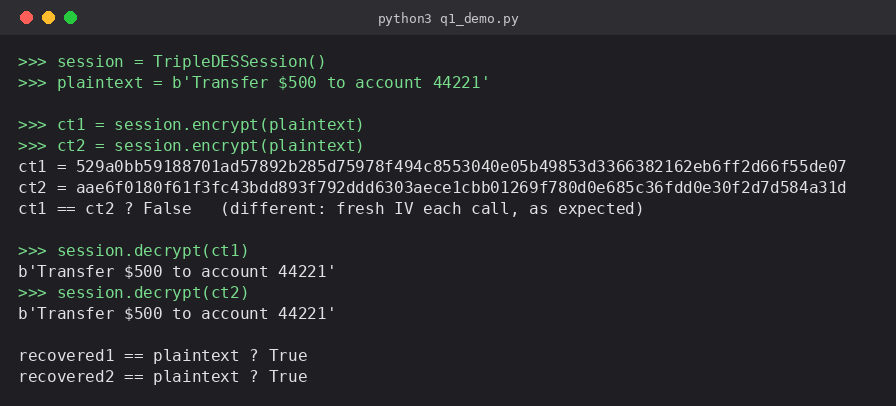 python3 q1_demo.py
>>> session = TripleDESSession()
>>> plaintext = b'Transfer $500 to account 44221'
>>> ct1 = session.encrypt(plaintext)
>>> ct2 = session.encrypt(plaintext)
ct1 = 529a0bb59188701ad57892b285d75978f494c8553040e05b49853d3366382162eb6ff2d66f55de07
ct2 = aae6f0180f61f3fc43bdd893f792ddd6303aece1cbb01269f780d0e685c36fdd0e30f2d7d584a31d
ct1 == ct2 ? False   (different: fresh IV each call, as expected)
>>> session.decrypt(ct1)
b'Transfer $500 to account 44221'
>>> session.decrypt(ct2)
b'Transfer $500 to account 44221'
recovered1 == plaintext ? True
recovered2 == plaintext ? True